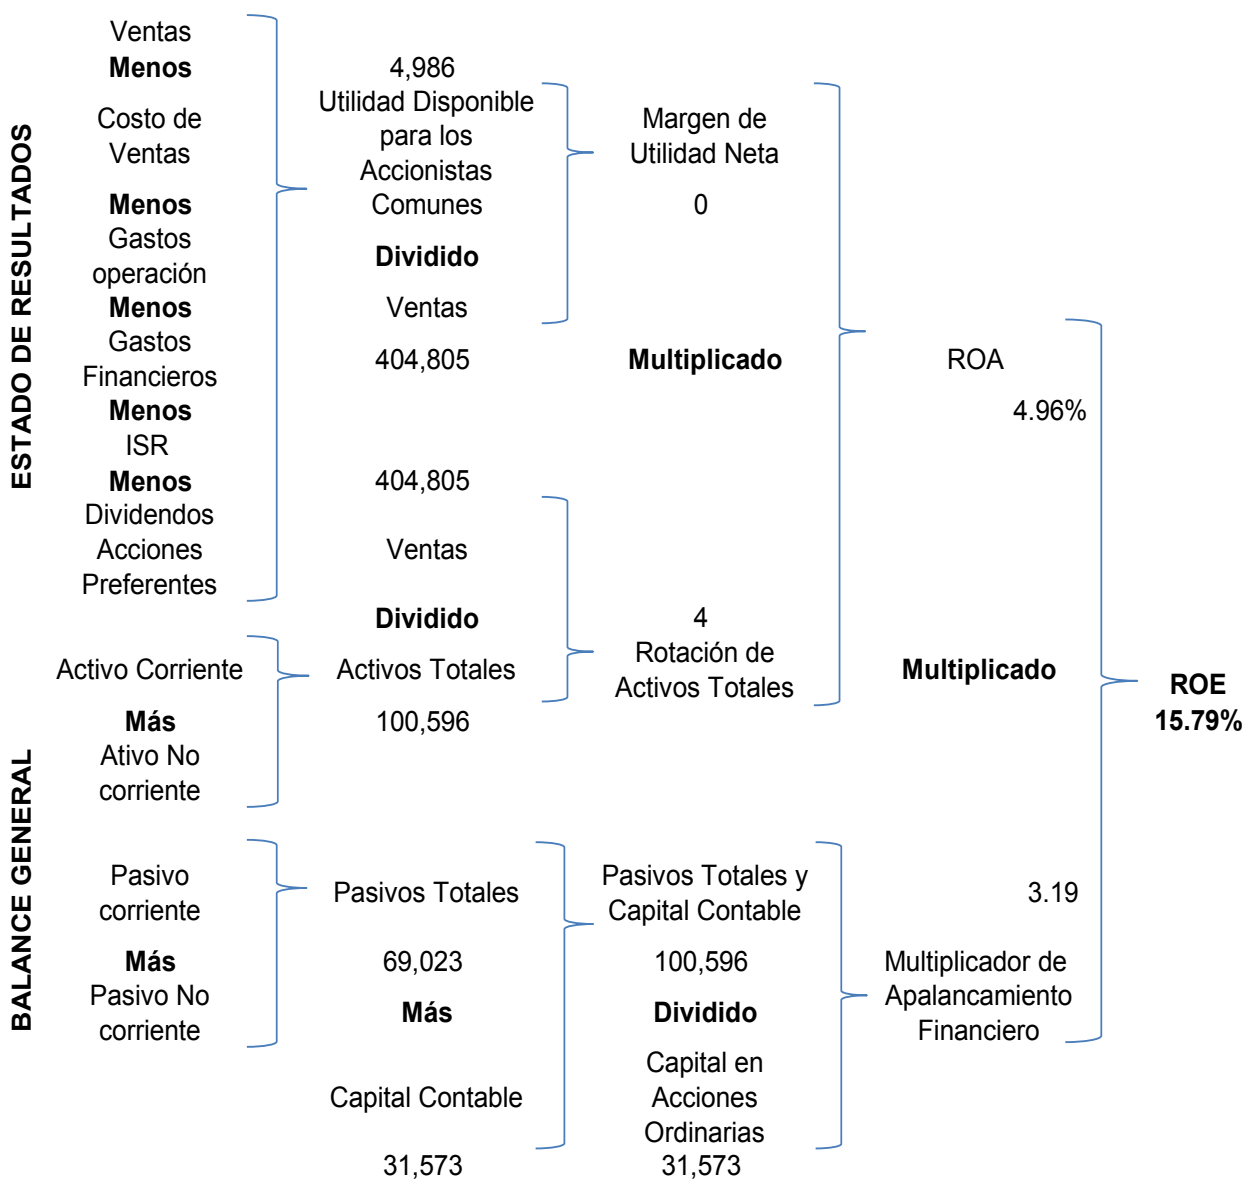 ESTADO DE RESULTADOS
Ventas
Menos
Costo de
Ventas
Menos
Gastos
operación
Menos
Gastos
Financieros
Menos
ISR
Menos
Dividendos
Acciones
Preferentes
4,986
Utilidad Disponible
para los
Accionistas
Comunes
Dividido
Ventas
404,805
404,805
Ventas
Dividido
Activos Totales
100,596
Margen de
Utilidad Neta
0
Multiplicado
4
Rotación de
Activos Totales
ROA
4.96%
Multiplicado
ROE
15.79%
BALANCE GENERAL
Activo Corriente
Más
Ativo No
corriente
Pasivo
corriente
Más
Pasivo No
corriente
Pasivos Totales
69,023
Más
Capital Contable
31,573
Pasivos Totales y
Capital Contable
100,596
Dividido
Capital en
Acciones
Ordinarias
31,573
3.19
Multiplicador de
Apalancamiento
Financiero